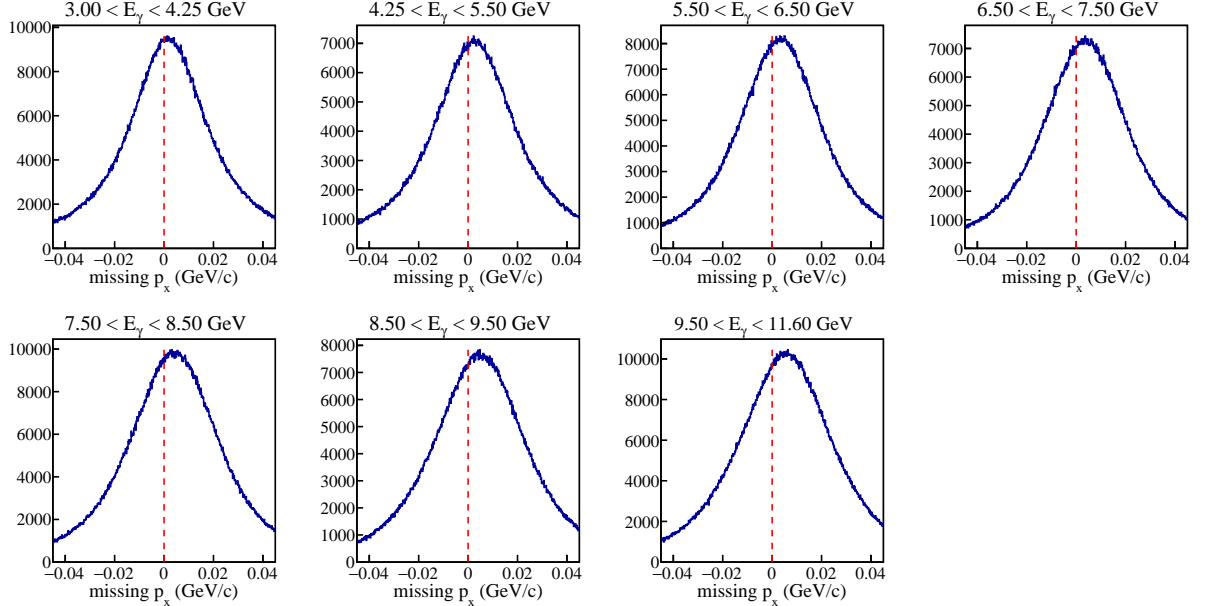 3.00 < E_γ < 4.25 GeV
10000
8000
6000
4000
2000
0
−0.04 −0.02 0 0.02 0.04
missing p_x (GeV/c)
4.25 < E_γ < 5.50 GeV
7000
6000
5000
4000
3000
2000
1000
0
−0.04 −0.02 0 0.02 0.04
missing p_x (GeV/c)
5.50 < E_γ < 6.50 GeV
8000
7000
6000
5000
4000
3000
2000
1000
0
−0.04 −0.02 0 0.02 0.04
missing p_x (GeV/c)
6.50 < E_γ < 7.50 GeV
7000
6000
5000
4000
3000
2000
1000
0
−0.04 −0.02 0 0.02 0.04
missing p_x (GeV/c)
7.50 < E_γ < 8.50 GeV
10000
8000
6000
4000
2000
0
−0.04 −0.02 0 0.02 0.04
missing p_x (GeV/c)
8.50 < E_γ < 9.50 GeV
8000
7000
6000
5000
4000
3000
2000
1000
0
−0.04 −0.02 0 0.02 0.04
missing p_x (GeV/c)
9.50 < E_γ < 11.60 GeV
10000
8000
6000
4000
2000
0
−0.04 −0.02 0 0.02 0.04
missing p_x (GeV/c)